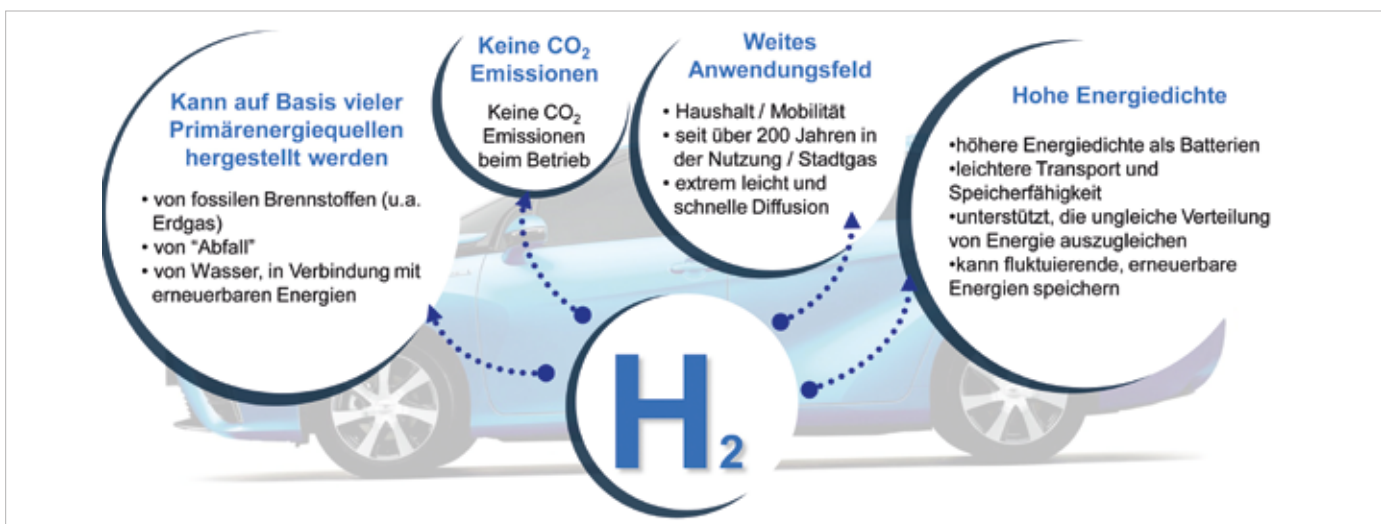 Kann auf Basis vieler
Primärenergiequellen
hergestellt werden
• von fossilen Brennstoffen (u.a.
Erdgas)
• von “Abfall”
• von Wasser, in Verbindung mit
erneuerbaren Energien
Keine CO₂
Emissionen
Keine CO₂
Emissionen
beim Betrieb
Weites
Anwendungsfeld
• Haushalt / Mobilität
• seit über 200 Jahren in
der Nutzung / Stadtgas
• extrem leicht und
schnelle Diffusion
Hohe Energiedichte
•höhere Energiedichte als Batterien
•leichtere Transport und
Speicherfähigkeit
•unterstützt, die ungleiche Verteilung
von Energie auszugleichen
•kann fluktuierende, erneuerbare
Energien speichern
H₂